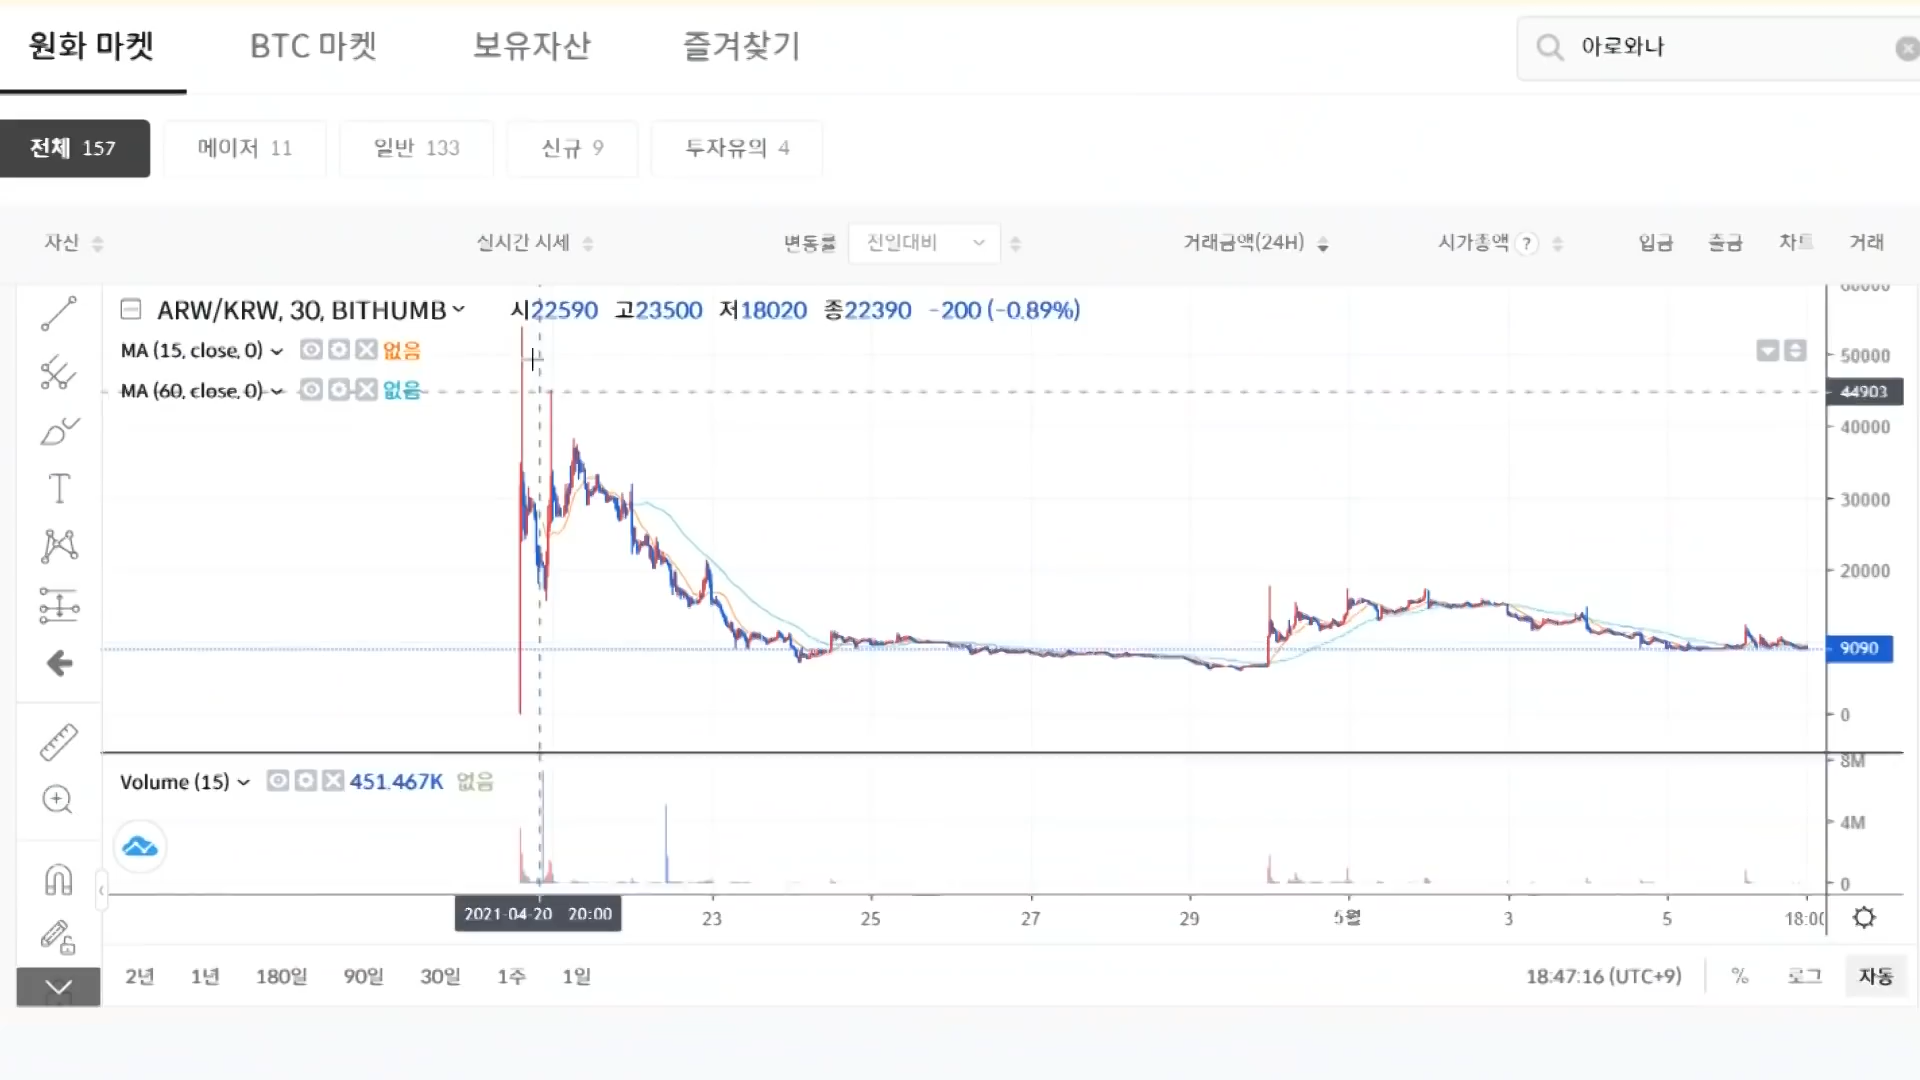 원화 마켓 BTC 마켓 보유자산 즐겨찾기 아로와나
전체 157 메이저 11 일반 133 신규 9 투자유의 4
자산 실시간 시세 변동률 전일대비 거래금액(24H) 시가총액 ? 입금 출금 차트 거래
ARW/KRW, 30, BITHUMB 시22590 고23500 저18020 종22390 -200 (-0.89%)
MA (15, close, 0) 없음
MA (60, close, 0) 없음
60000
50000
44903
40000
30000
20000
9090
0
Volume (15) 451.467K 없음
8M
4M
0
2021-04-20 20:00 23 25 27 29 5월 3 5 18:00
2년 1년 180일 90일 30일 1주 1일 18:47:16 (UTC+9) % 로그 자동